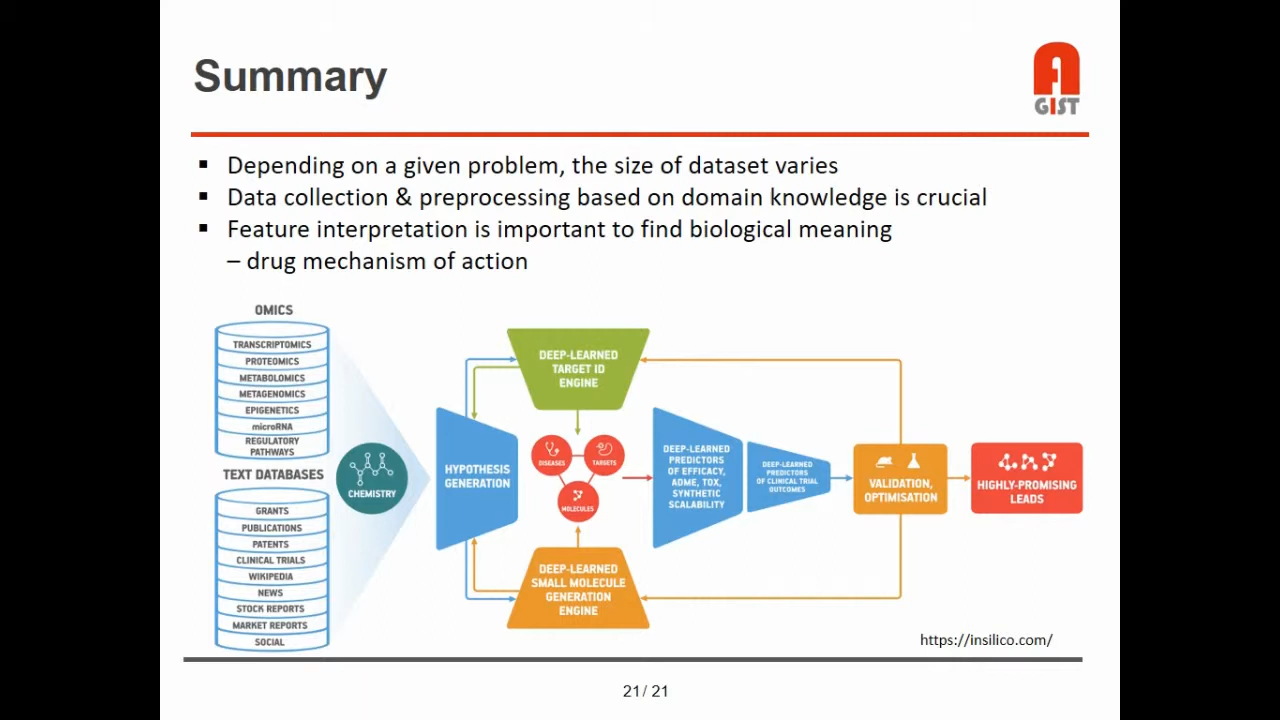 Summary
GIST
▪ Depending on a given problem, the size of dataset varies
▪ Data collection & preprocessing based on domain knowledge is crucial
▪ Feature interpretation is important to find biological meaning
– drug mechanism of action
OMICS
TRANSCRIPTOMICS
PROTEOMICS
METABOLOMICS
METAGENOMICS
EPIGENETICS
microRNA
REGULATORY
PATHWAYS
TEXT DATABASES
GRANTS
PUBLICATIONS
PATENTS
CLINICAL TRIALS
WIKIPEDIA
NEWS
STOCK REPORTS
MARKET REPORTS
SOCIAL
CHEMISTRY
HYPOTHESIS
GENERATION
DEEP-LEARNED
TARGET ID
ENGINE
DISEASES
TARGETS
MOLECULES
DEEP-LEARNED
SMALL MOLECULE
GENERATION
ENGINE
DEEP-LEARNED
PREDICTORS
OF EFFICACY,
ADME, TOX,
SYNTHETIC
SCALABILITY
DEEP-LEARNED
PREDICTORS
OF CLINICAL TRIAL
OUTCOMES
VALIDATION,
OPTIMISATION
HIGHLY-PROMISING
LEADS
https://insilico.com/
21/ 21